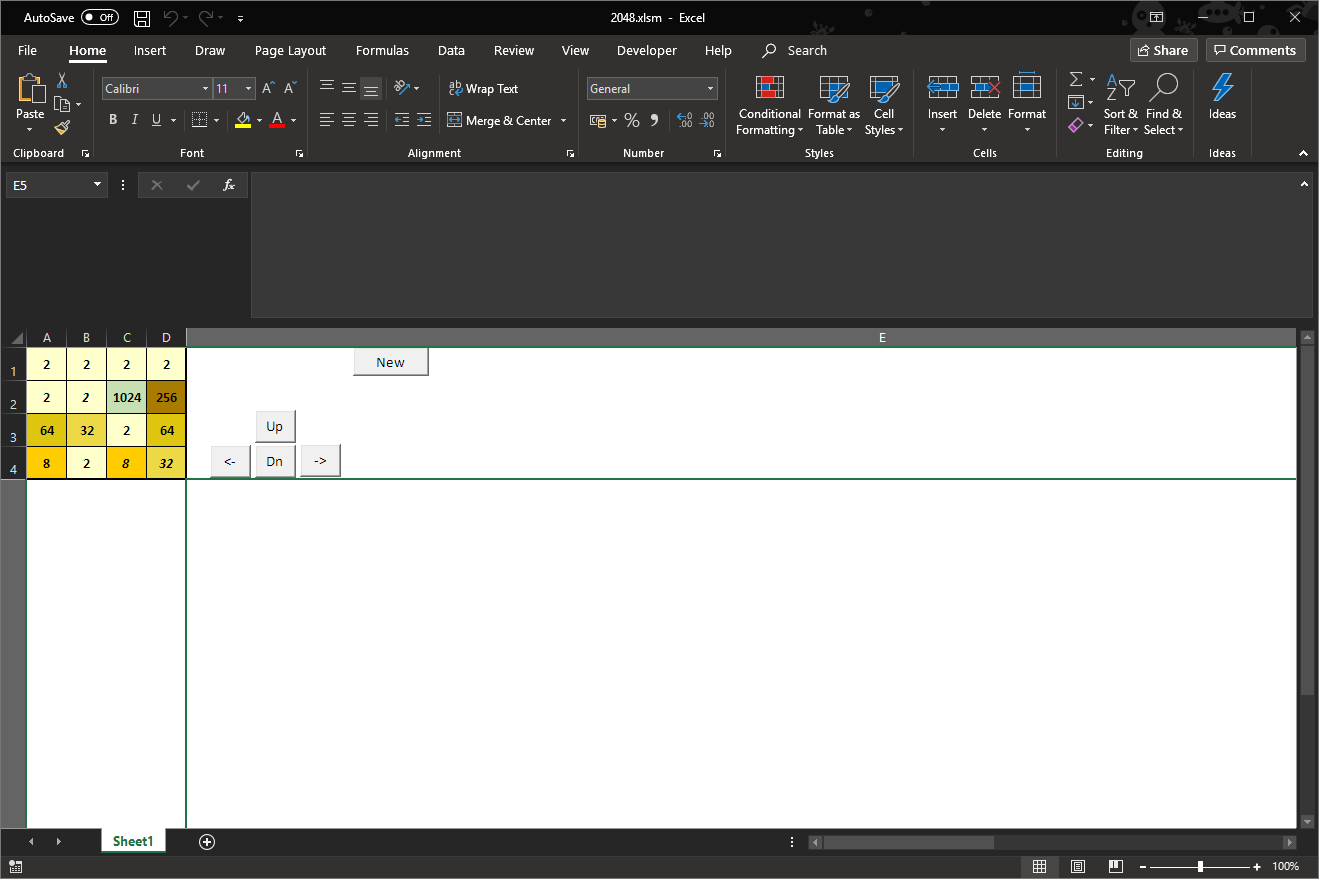 AutoSave Off 2048.xlsm - Excel
File Home Insert Draw Page Layout Formulas Data Review View Developer Help Search Share Comments
Paste Calibri 11 A A Wrap Text General Conditional Format as Cell Insert Delete Format Sort & Find & Ideas
B I U A Merge & Center % Formatting Table Styles Filter Select
Clipboard Font Alignment Number Styles Cells Editing Ideas
E5 fx
A B C D E
1 2 2 2 2 New
2 2 2 1024 256
3 64 32 2 64 Up
4 8 2 8 32 <- Dn ->
Sheet1
100%